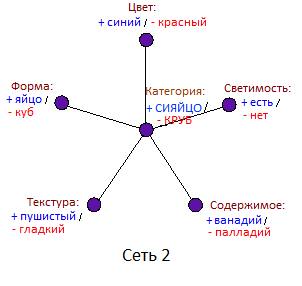 Цвет:
+ синий / - красный
Форма:
+ яйцо /
- куб
Категория:
+ СИЯЙЦО /
- КРУБ
Светимость:
+ есть /
- нет
Текстура:
+ пушистый /
- гладкий
Содержимое:
+ ванадий /
- палладий
Сеть 2